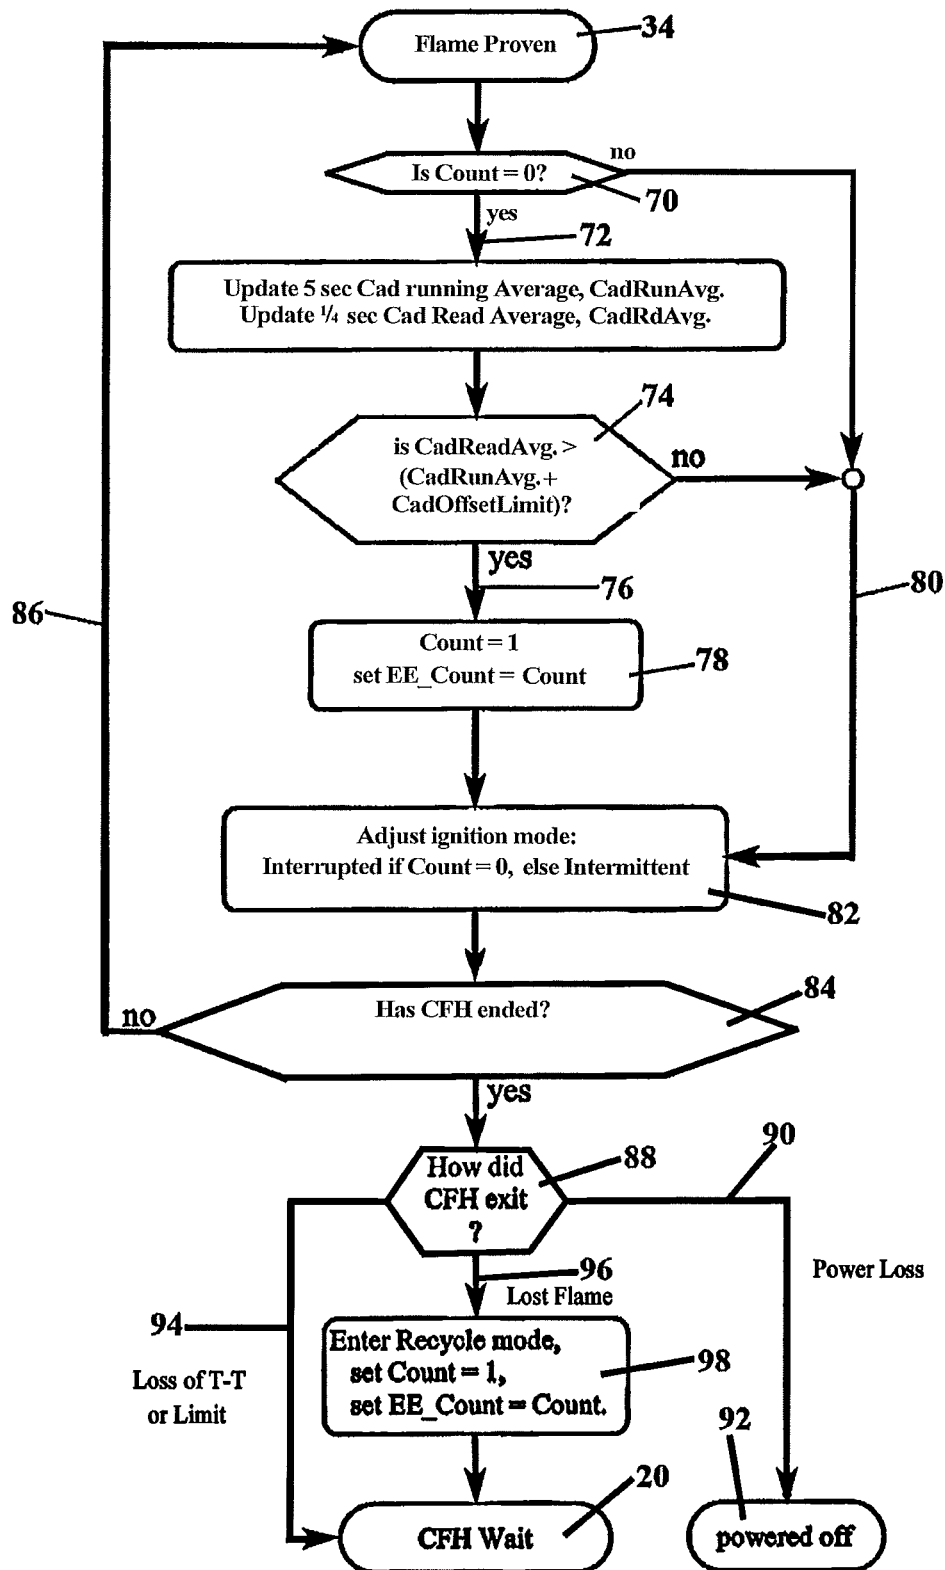 Flame Proven
34
Is Count = 0?
no
70
yes
72
Update 5 sec Cad running Average, CadRunAvg.
Update 1/4 sec Cad Read Average, CadRdAvg.
74
is CadReadAvg. >
(CadRunAvg. +
CadOffsetLimit)?
no
yes
76
80
86
Count = 1
set EE_Count = Count
78
Adjust ignition mode:
Interrupted if Count = 0, else Intermittent
82
Has CFH ended?
84
no
yes
90
How did
CFH exit
?
88
96
Lost Flame
Power Loss
94
Loss of T-T
or Limit
Enter Recycle mode,
set Count = 1,
set EE_Count = Count.
98
92
20
CFH Wait
powered off